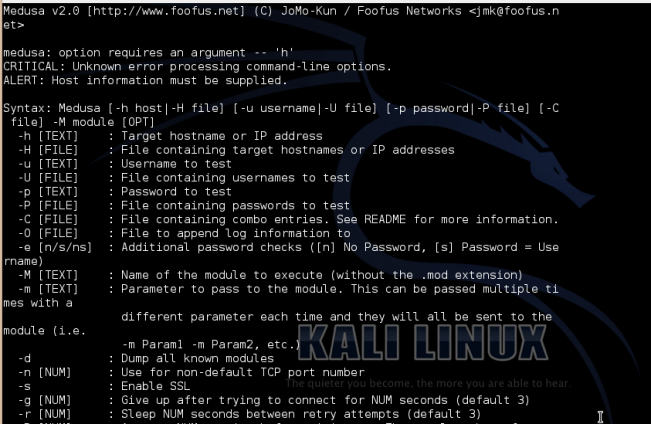 Medusa v2.0 [http://www.foofus.net] (C) JoMo-Kun / Foofus Networks <jmk@foofus.n
et>
medusa: option requires an argument -- 'h'
CRITICAL: Unknown error processing command-line options.
ALERT: Host information must be supplied.
Syntax: Medusa [-h host|-H file] [-u username|-U file] [-p password|-P file] [-C
 file] -M module [OPT]
  -h [TEXT]    : Target hostname or IP address
  -H [FILE]    : File containing target hostnames or IP addresses
  -u [TEXT]    : Username to test
  -U [FILE]    : File containing usernames to test
  -p [TEXT]    : Password to test
  -P [FILE]    : File containing passwords to test
  -C [FILE]    : File containing combo entries. See README for more information.
  -O [FILE]    : File to append log information to
  -e [n/s/ns]  : Additional password checks ([n] No Password, [s] Password = Use
rname)
  -M [TEXT]    : Name of the module to execute (without the .mod extension)
  -m [TEXT]    : Parameter to pass to the module. This can be passed multiple ti
mes with a
                 different parameter each time and they will all be sent to the
module (i.e.
                 -m Param1 -m Param2, etc.)
  -d           : Dump all known modules
  -n [NUM]     : Use for non-default TCP port number
  -s           : Enable SSL
  -g [NUM]     : Give up after trying to connect for NUM seconds (default 3)
  -r [NUM]     : Sleep NUM seconds between retry attempts (default 3)
KALI LINUX
The quieter you become, the more you are able to hear.